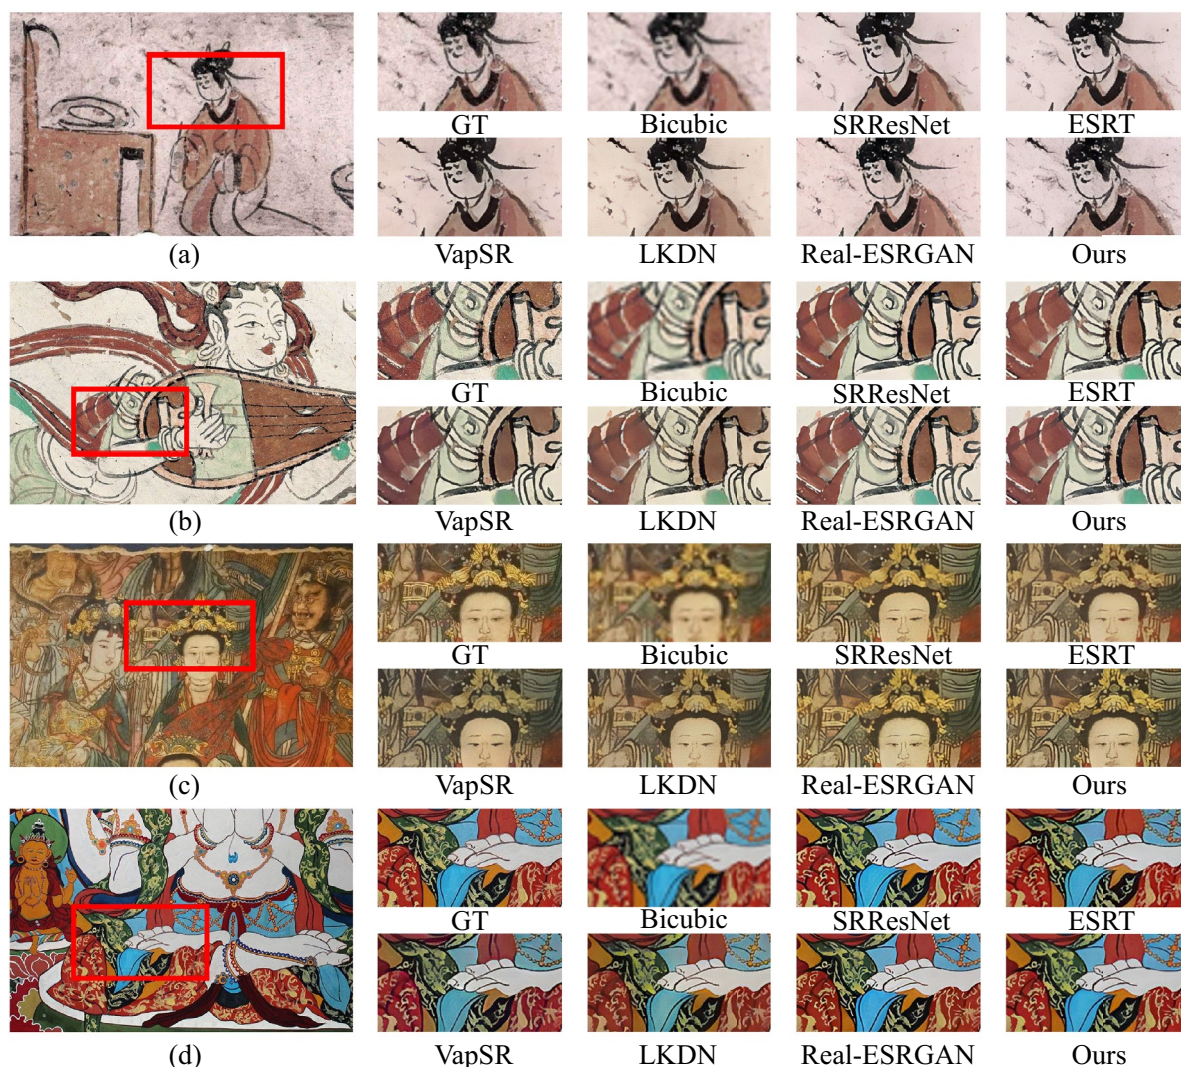 GT Bicubic SRResNet ESRT
VapSR LKDN Real-ESRGAN Ours
(a)
GT Bicubic SRResNet ESRT
VapSR LKDN Real-ESRGAN Ours
(b)
GT Bicubic SRResNet ESRT
VapSR LKDN Real-ESRGAN Ours
(c)
GT Bicubic SRResNet ESRT
VapSR LKDN Real-ESRGAN Ours
(d)